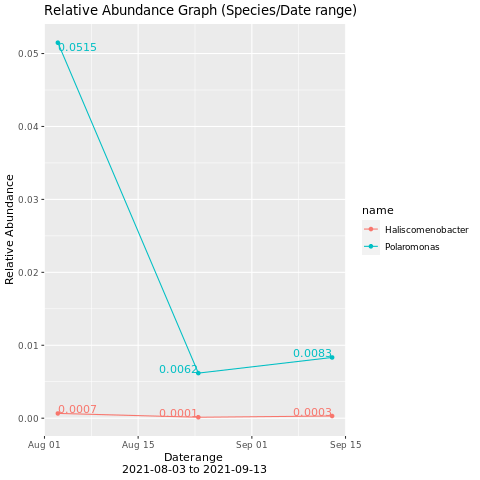 Relative Abundance Graph (Species/Date range)
0.05
0.04
0.03
0.02
0.01
0.00
Relative Abundance
0.0515
0.0062
0.0083
0.0007
0.0001
0.0003
Aug 01
Aug 15
Sep 01
Sep 15
Daterange
2021-08-03 to 2021-09-13
name
Haliscomenobacter
Polaromonas